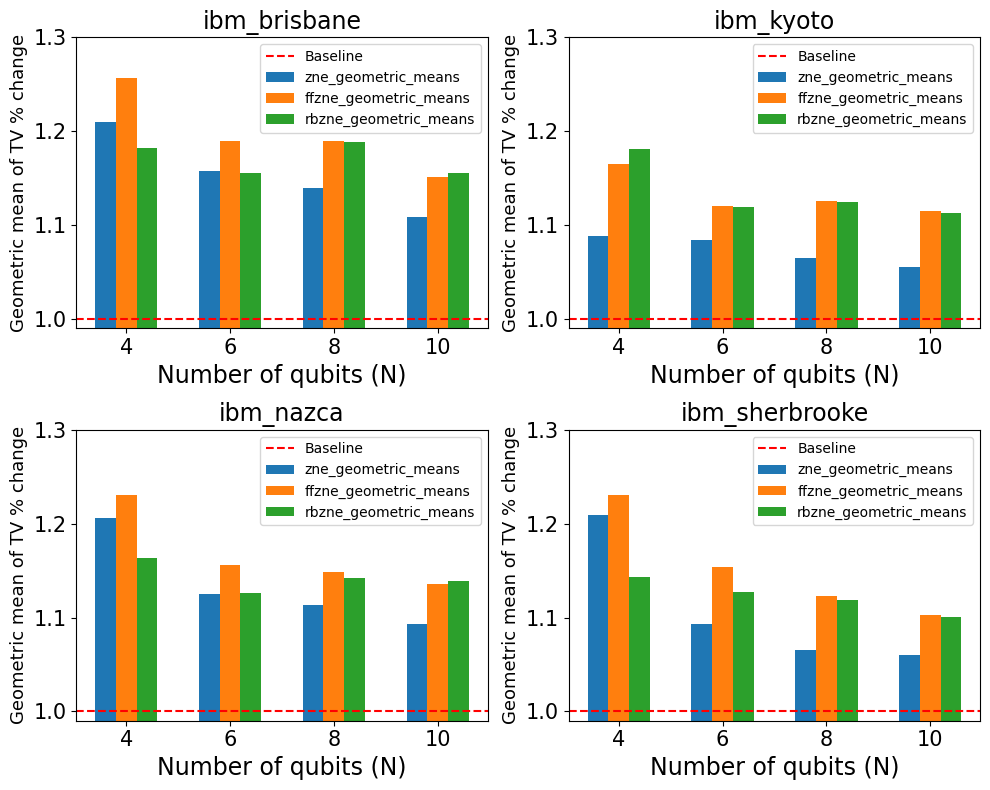 ibm_brisbane
Geometric mean of TV % change
1.3
1.2
1.1
1.0
Baseline
zne_geometric_means
ffzne_geometric_means
rbzne_geometric_means
4 6 8 10
Number of qubits (N)
ibm_kyoto
Geometric mean of TV % change
1.3
1.2
1.1
1.0
Baseline
zne_geometric_means
ffzne_geometric_means
rbzne_geometric_means
4 6 8 10
Number of qubits (N)
ibm_nazca
Geometric mean of TV % change
1.3
1.2
1.1
1.0
Baseline
zne_geometric_means
ffzne_geometric_means
rbzne_geometric_means
4 6 8 10
Number of qubits (N)
ibm_sherbrooke
Geometric mean of TV % change
1.3
1.2
1.1
1.0
Baseline
zne_geometric_means
ffzne_geometric_means
rbzne_geometric_means
4 6 8 10
Number of qubits (N)